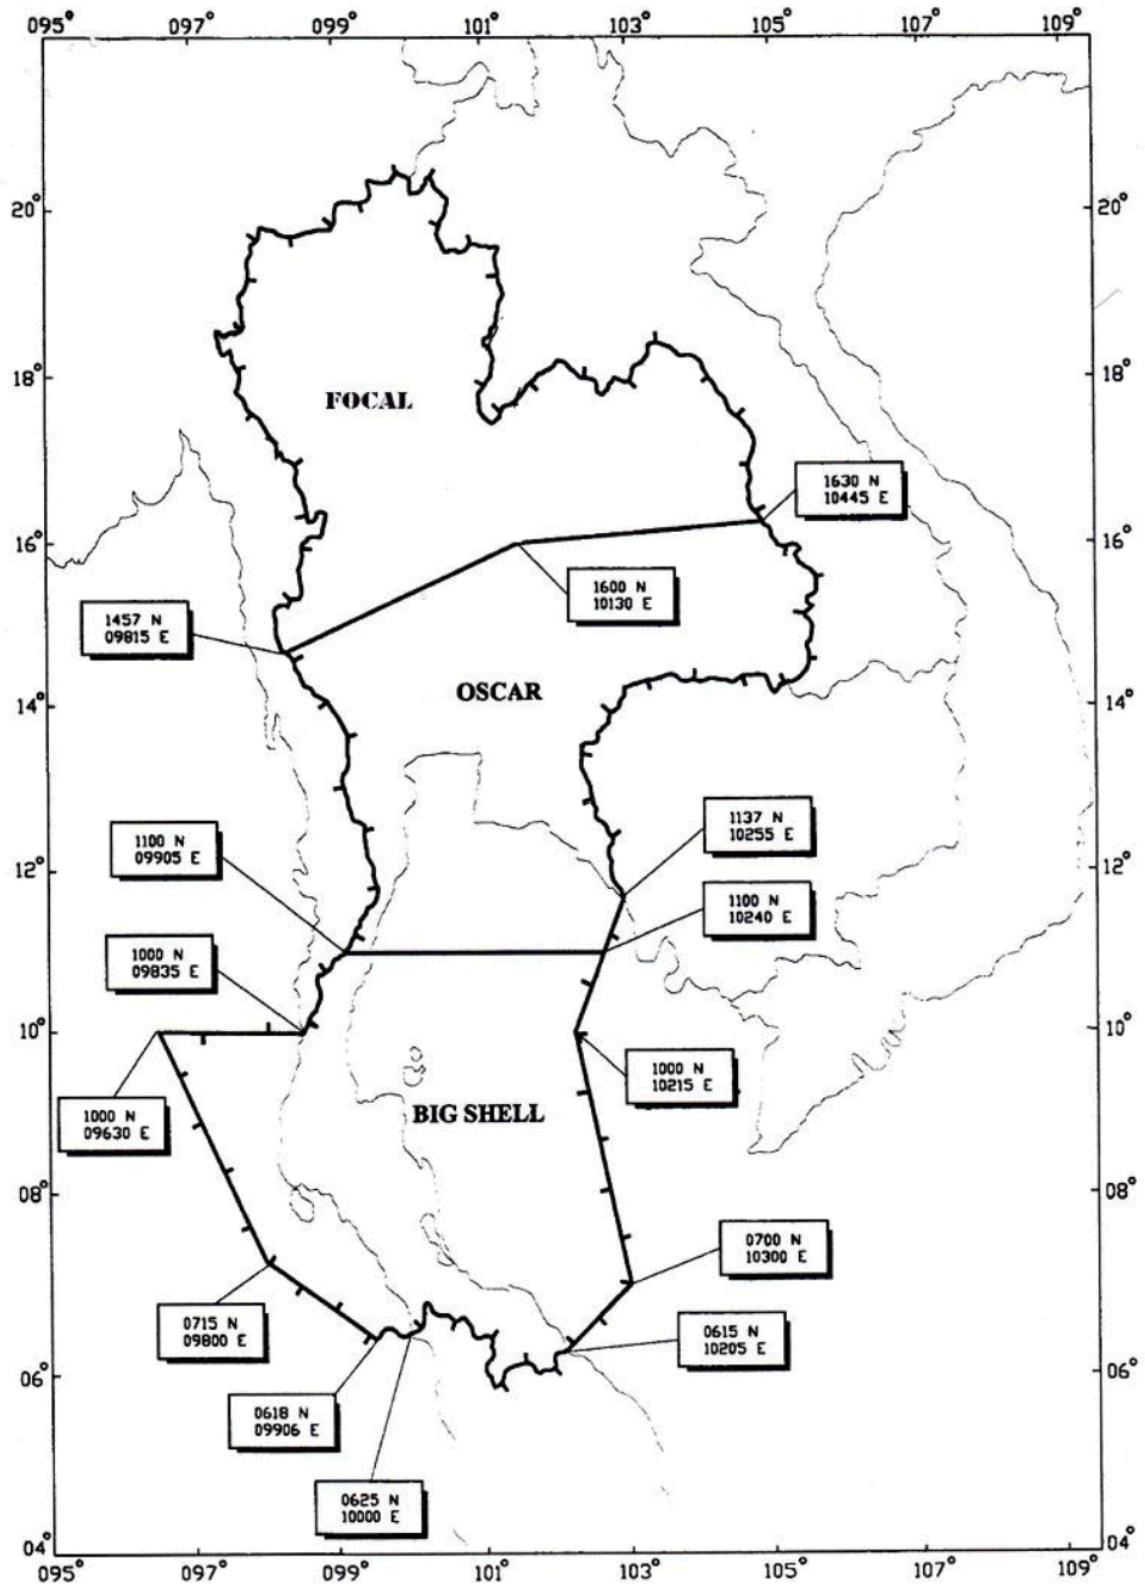 095° 097° 099° 101° 103° 105° 107° 109°
20° 20°
18° 18°
FOCAL
1630 N
10445 E
16° 16°
1600 N
10130 E
1457 N
09815 E
OSCAR
14° 14°
1137 N
10255 E
1100 N
09905 E
12° 12°
1100 N
10240 E
1000 N
09835 E
10° 10°
1000 N
10215 E
1000 N
09630 E
BIG SHELL
08° 08°
0700 N
10300 E
0715 N
09800 E
0615 N
10205 E
06° 06°
0618 N
09906 E
0625 N
10000 E
04° 04°
095° 097° 099° 101° 103° 105° 107° 109°